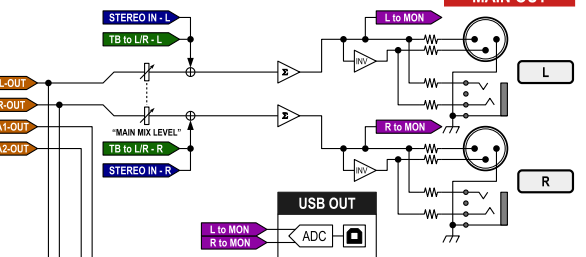 MAIN OUT
STEREO IN - L
L to MON
TB to L/R - L
Σ
INV
L
L-OUT
R-OUT
"MAIN MIX LEVEL"
Σ
R to MON
A1-OUT
A2-OUT
TB to L/R - R
STEREO IN - R
INV
R
USB OUT
L to MON
R to MON
ADC